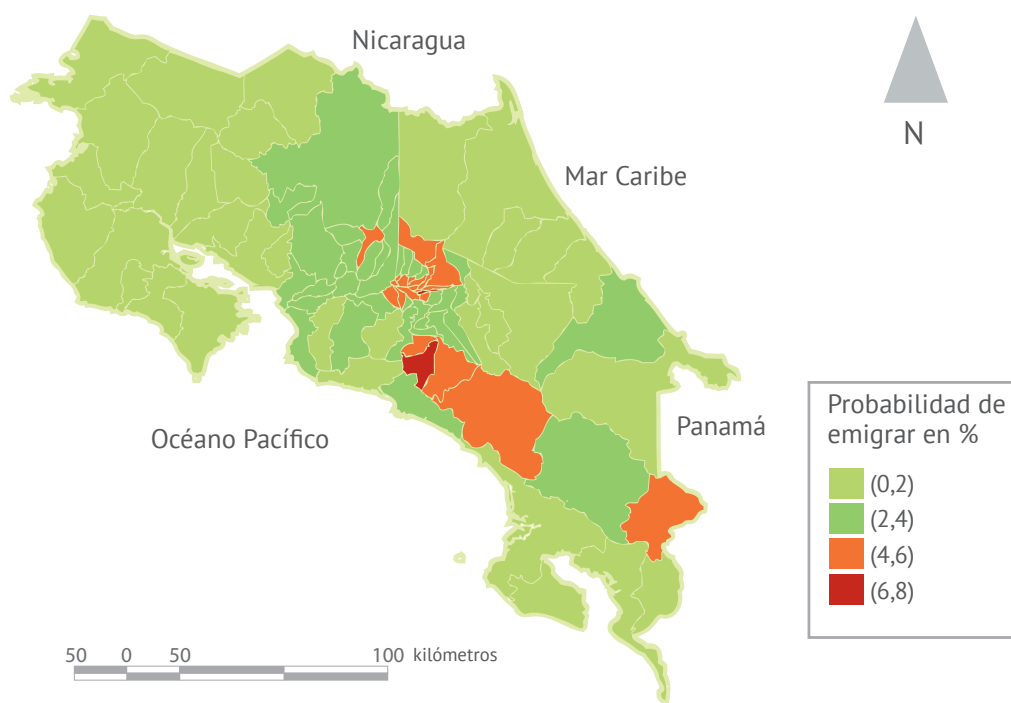 Nicaragua
N
Mar Caribe
Océano Pacífico
Panamá
Probabilidad de
emigrar en %
(0,2)
(2,4)
(4,6)
(6,8)
50 0 50 100 kilómetros